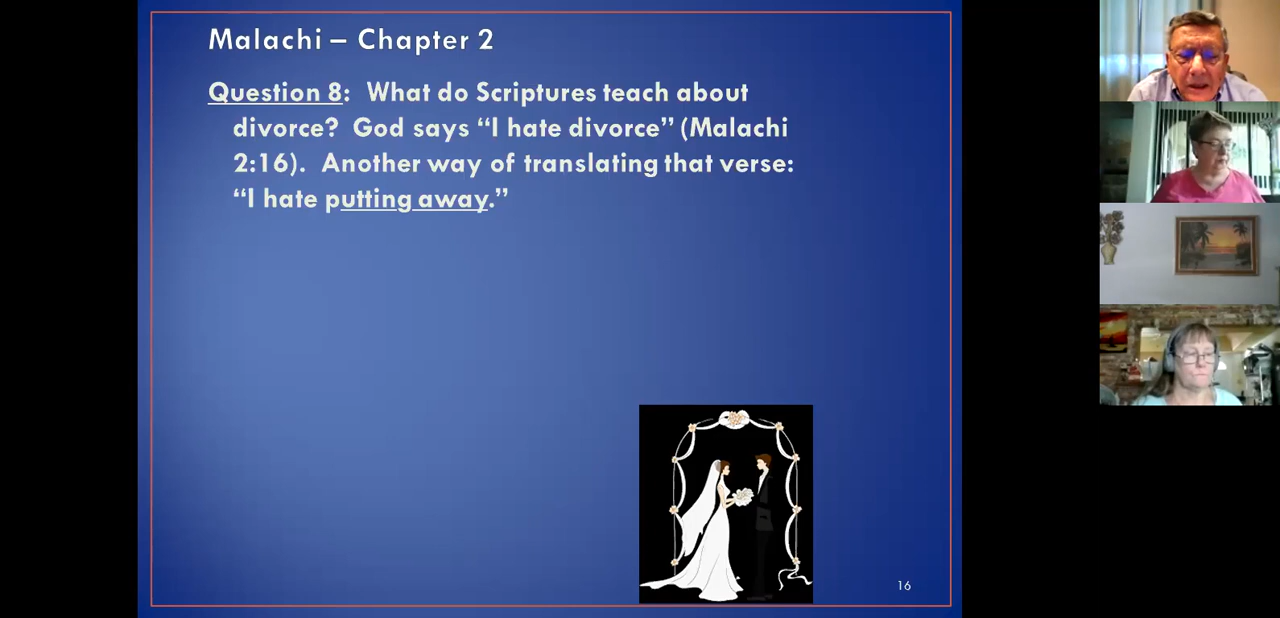 Malachi – Chapter 2
Question 8: What do Scriptures teach about
divorce? God says “I hate divorce” (Malachi
2:16). Another way of translating that verse:
“I hate putting away.”
16